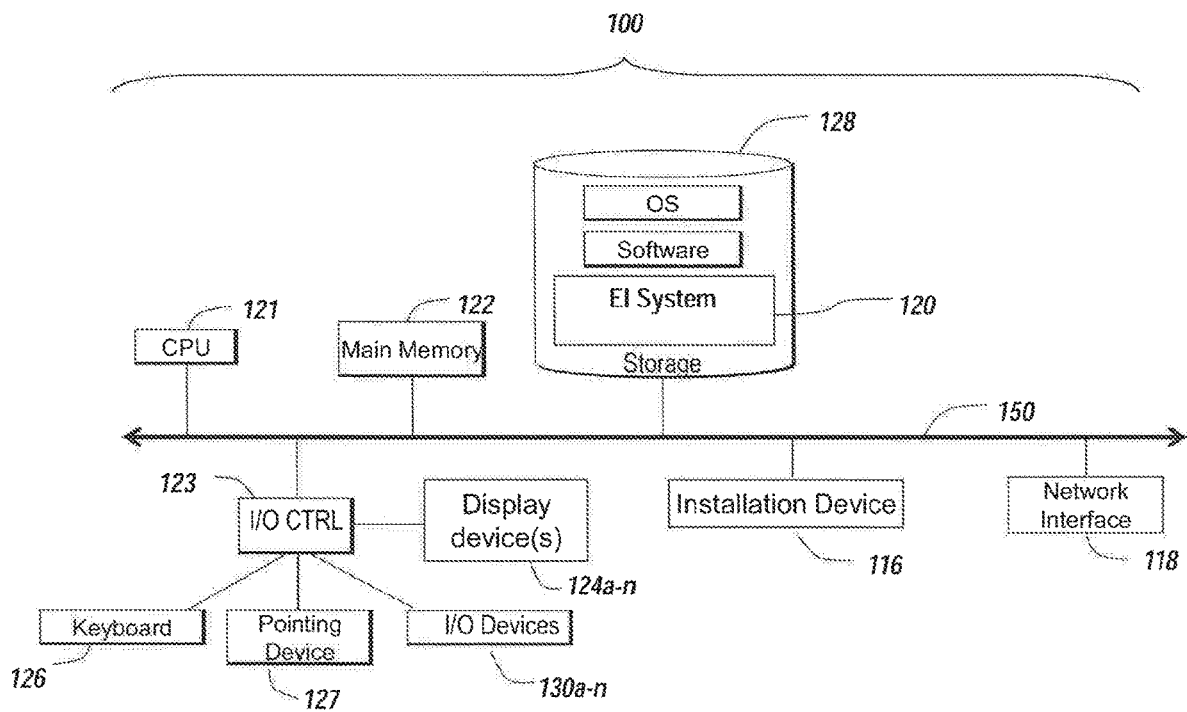 100
128
OS
Software
EI System
120
Storage
121
CPU
122
Main Memory
150
123
I/O CTRL
Display
device(s)
124a-n
Installation Device
116
Network
Interface
118
Keyboard
126
Pointing
Device
127
I/O Devices
130a-n